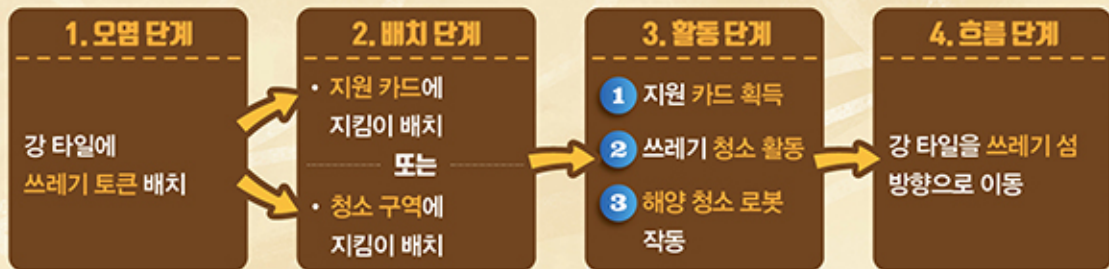 1. 오염 단계
강 타일에
쓰레기 토큰 배치
2. 배치 단계
• 지원 카드에
지킴이 배치
또는
• 청소 구역에
지킴이 배치
3. 활동 단계
1 지원 카드 획득
2 쓰레기 청소 활동
3 해양 청소 로봇
작동
4. 흐름 단계
강 타일을 쓰레기 섬
방향으로 이동